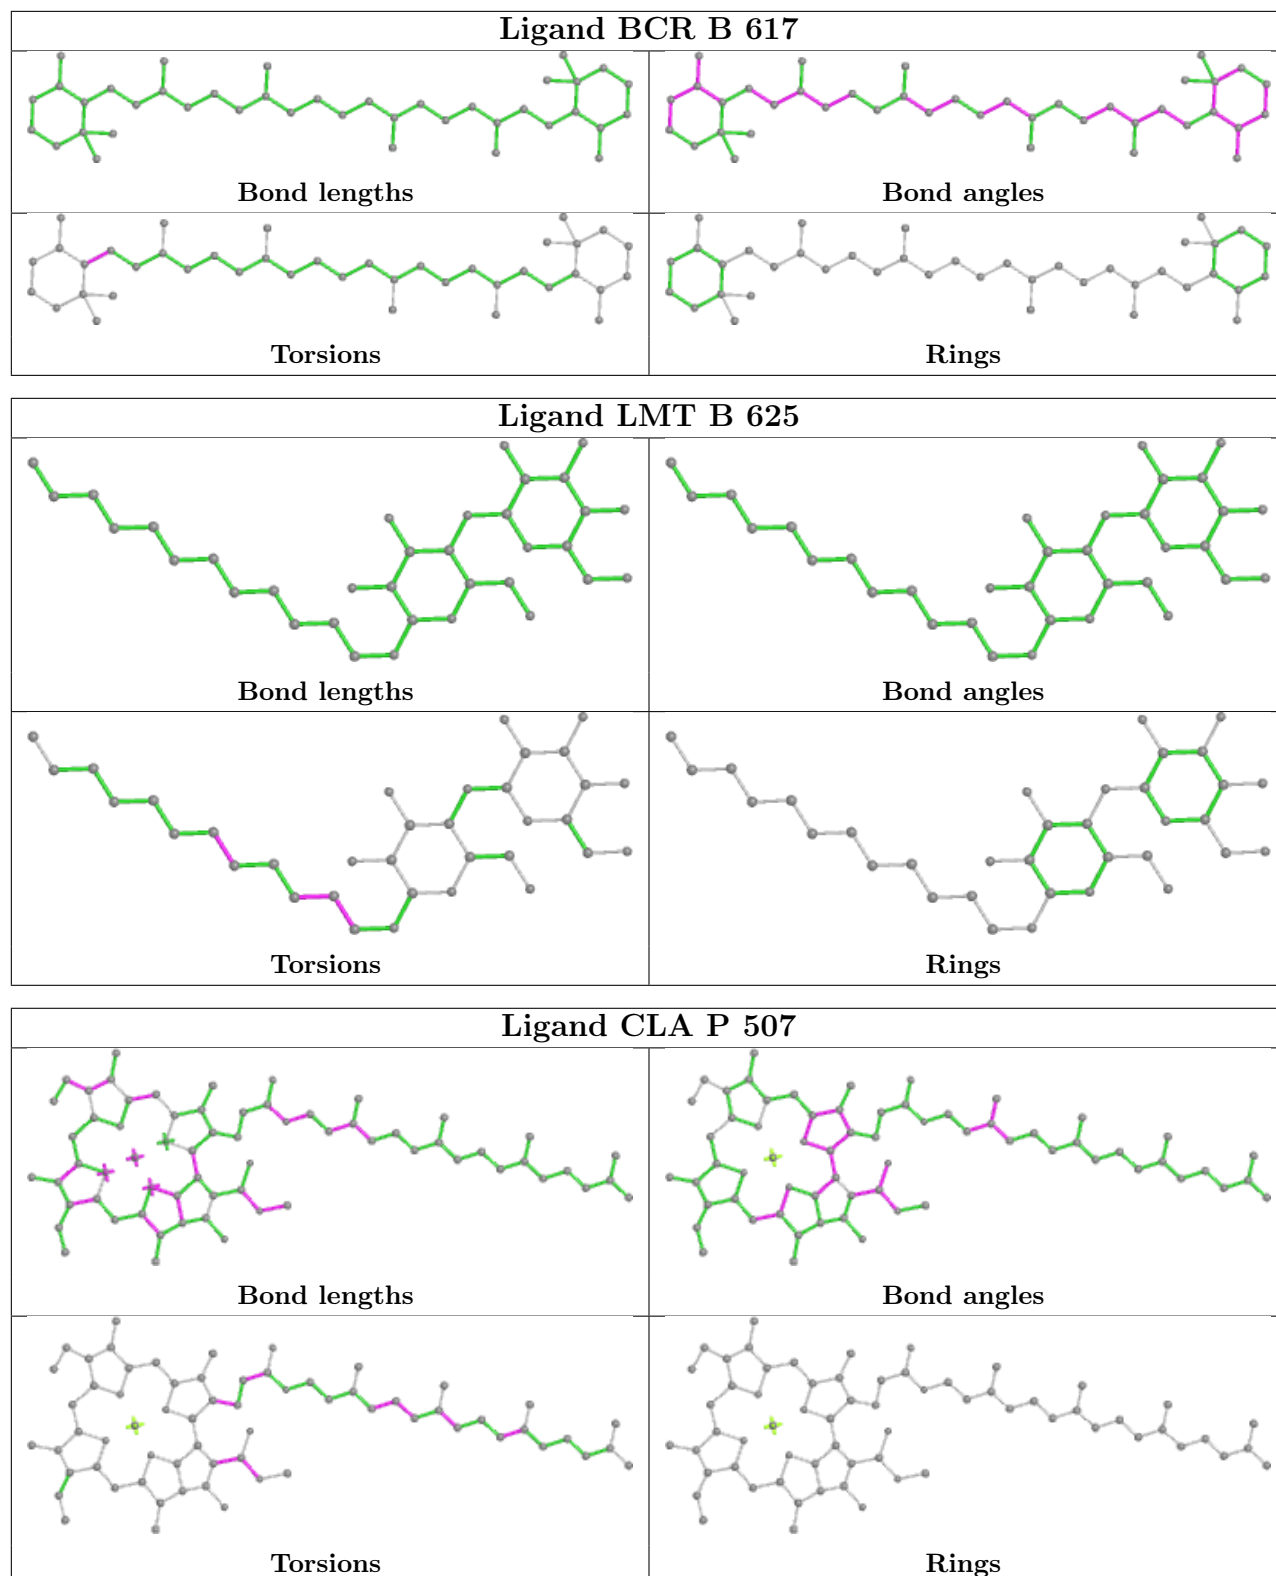 Ligand BCR B 617
Bond lengths
Bond angles
Torsions
Rings
Ligand LMT B 625
Bond lengths
Bond angles
Torsions
Rings
Ligand CLA P 507
Bond lengths
Bond angles
Torsions
Rings